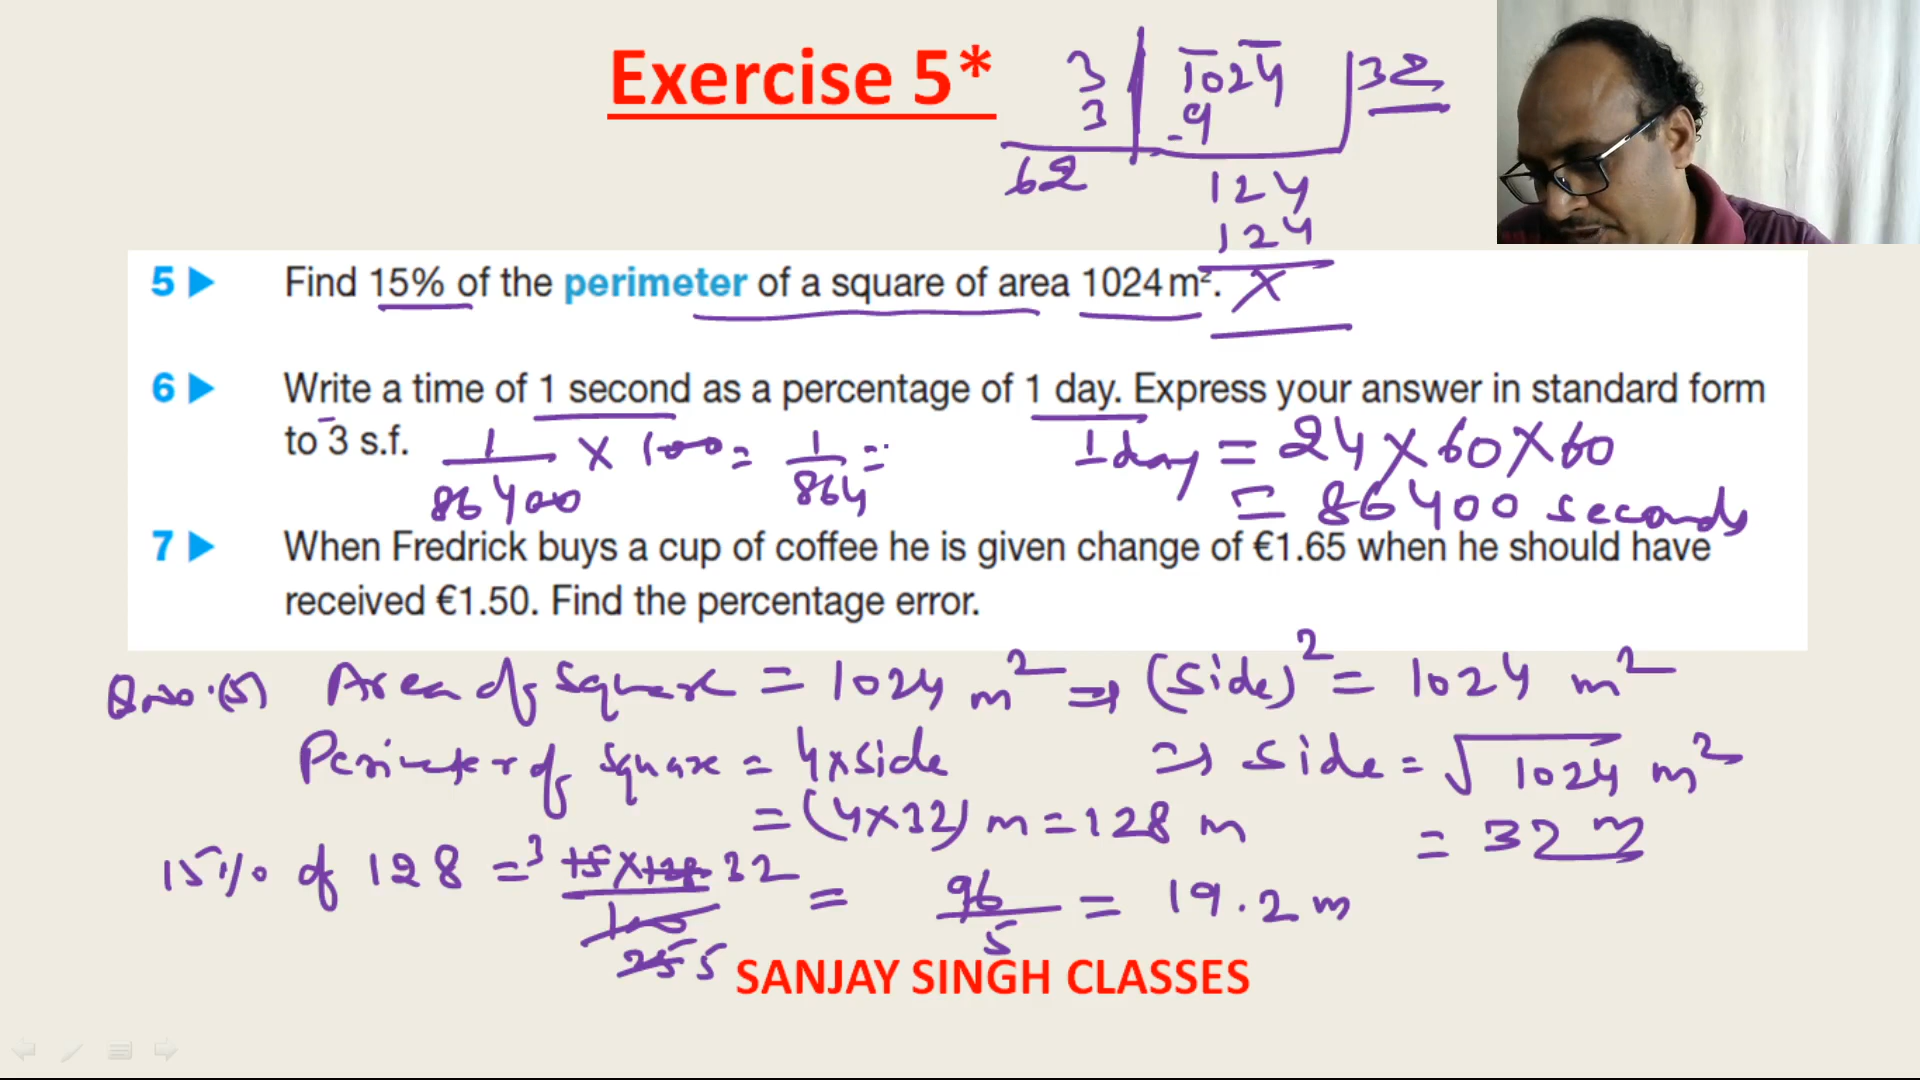 Exercise 5*
3 | 1024 | 32
3 -9
62 124
124
×
5 ▶ Find 15% of the perimeter of a square of area 1024 m².
6 ▶ Write a time of 1 second as a percentage of 1 day. Express your answer in standard form
to 3 s.f.
1/86400 × 100 = 1/864 =
1 day = 24 × 60 × 60
= 86400 seconds
7 ▶ When Fredrick buys a cup of coffee he is given change of €1.65 when he should have
received €1.50. Find the percentage error.
Q.no.(5) Area of square = 1024 m² ⇒ (side)² = 1024 m²
Perimeter of square = 4×side ⇒ side = √1024 m²
= (4×32) m = 128 m = 32 m
15% of 128 = 3 15×128 32 / 100 25 5 = 96/5 = 19.2 m
SANJAY SINGH CLASSES